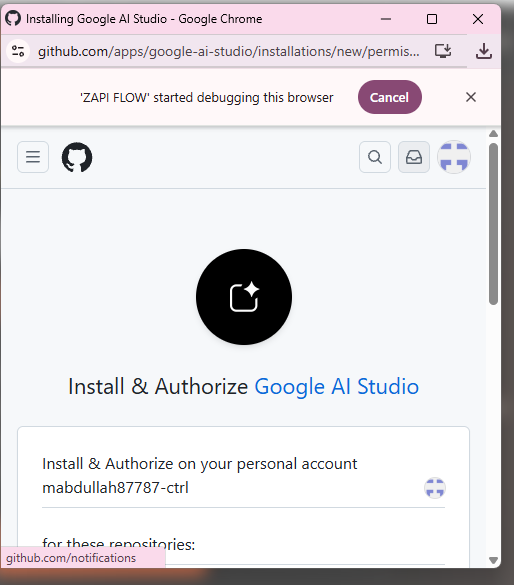 Installing Google AI Studio - Google Chrome
github.com/apps/google-ai-studio/installations/new/permis...
'ZAPI FLOW' started debugging this browser
Cancel
Install & Authorize Google AI Studio
Install & Authorize on your personal account
mabdullah87787-ctrl
for these repositories:
github.com/notifications